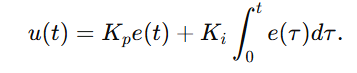 u(t) = K_p e(t) + K_i ∫_0^t e(τ)dτ.